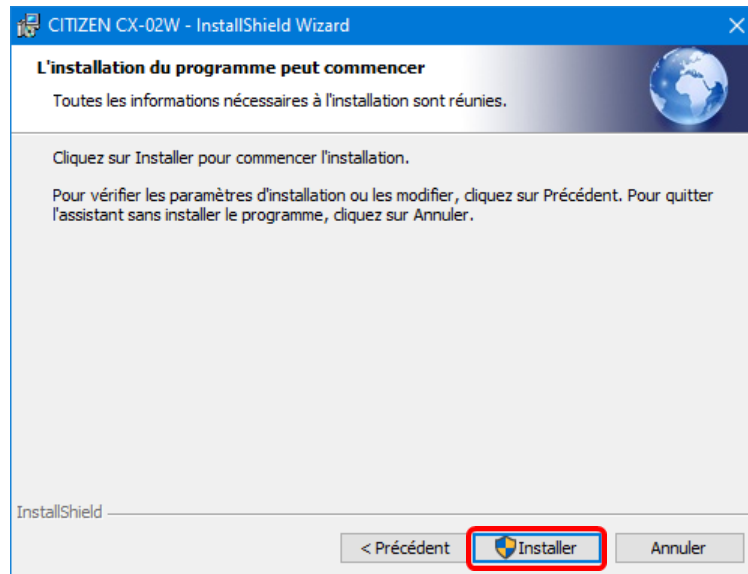 CITIZEN CX-02W - InstallShield Wizard
L'installation du programme peut commencer
Toutes les informations nécessaires à l'installation sont réunies.
Cliquez sur Installer pour commencer l'installation.
Pour vérifier les paramètres d'installation ou les modifier, cliquez sur Précédent. Pour quitter
l'assistant sans installer le programme, cliquez sur Annuler.
InstallShield
< Précédent Installer Annuler